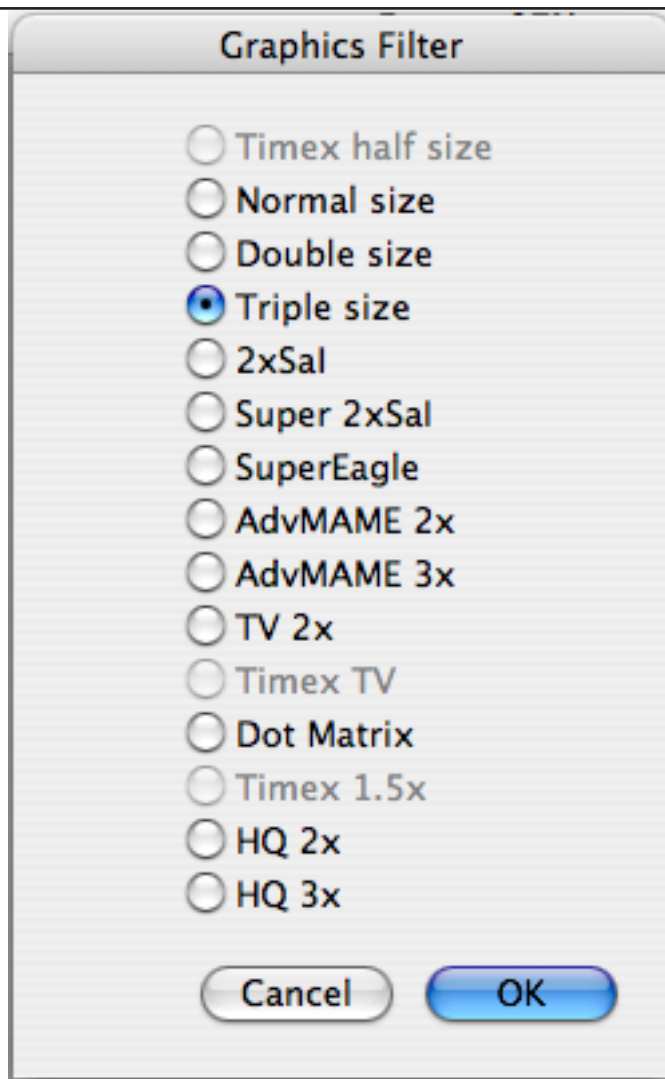 Graphics Filter
Timex half size
Normal size
Double size
Triple size
2xSal
Super 2xSal
SuperEagle
AdvMAME 2x
AdvMAME 3x
TV 2x
Timex TV
Dot Matrix
Timex 1.5x
HQ 2x
HQ 3x
Cancel OK